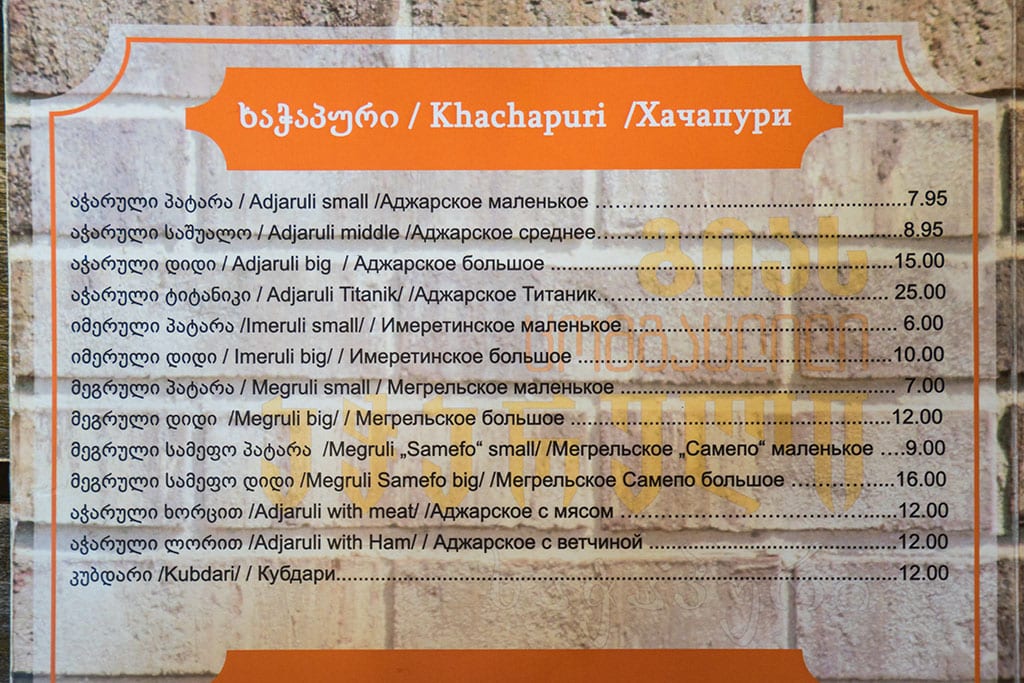 ხაჭაპური / Khachapuri /Хачапури
აჭარული პატარა / Adjaruli small /Аджарское маленькое ........................................................7.95
აჭარული საშუალო / Adjaruli middle /Аджарское среднее.......................................................8.95
აჭარული დიდი / Adjaruli big / Аджарское большое ..............................................................15.00
აჭარული ტიტანიკი / Adjaruli Titanik/ /Аджарское Титаник..................................................... 25.00
იმერული პატარა /Imeruli small/ / Имеретинское маленькое ................................................. 6.00
იმერული დიდი / Imeruli big/ / Имеретинское большое .........................................................10.00
მეგრული პატარა / Megruli small / Мегрельское маленькое ................................................... 7.00
მეგრული დიდი /Megruli big/ / Мегрельское большое ..........................................................12.00
მეგრული სამეფო პატარა /Megruli „Samefo“ small/ /Мегрельское „Самепо“ маленькое ....9.00
მეგრული სამეფო დიდი /Megruli Samefo big/ /Мегрельское Самепо большое ...................16.00
აჭარული ხორცით /Adjaruli with meat/ /Аджарское с мясом ...................................................12.00
აჭარული ლორით /Adjaruli with Ham/ / Аджарское с ветчиной .............................................12.00
კუბდარი /Kubdari/ / Кубдари....................................................................................................12.00